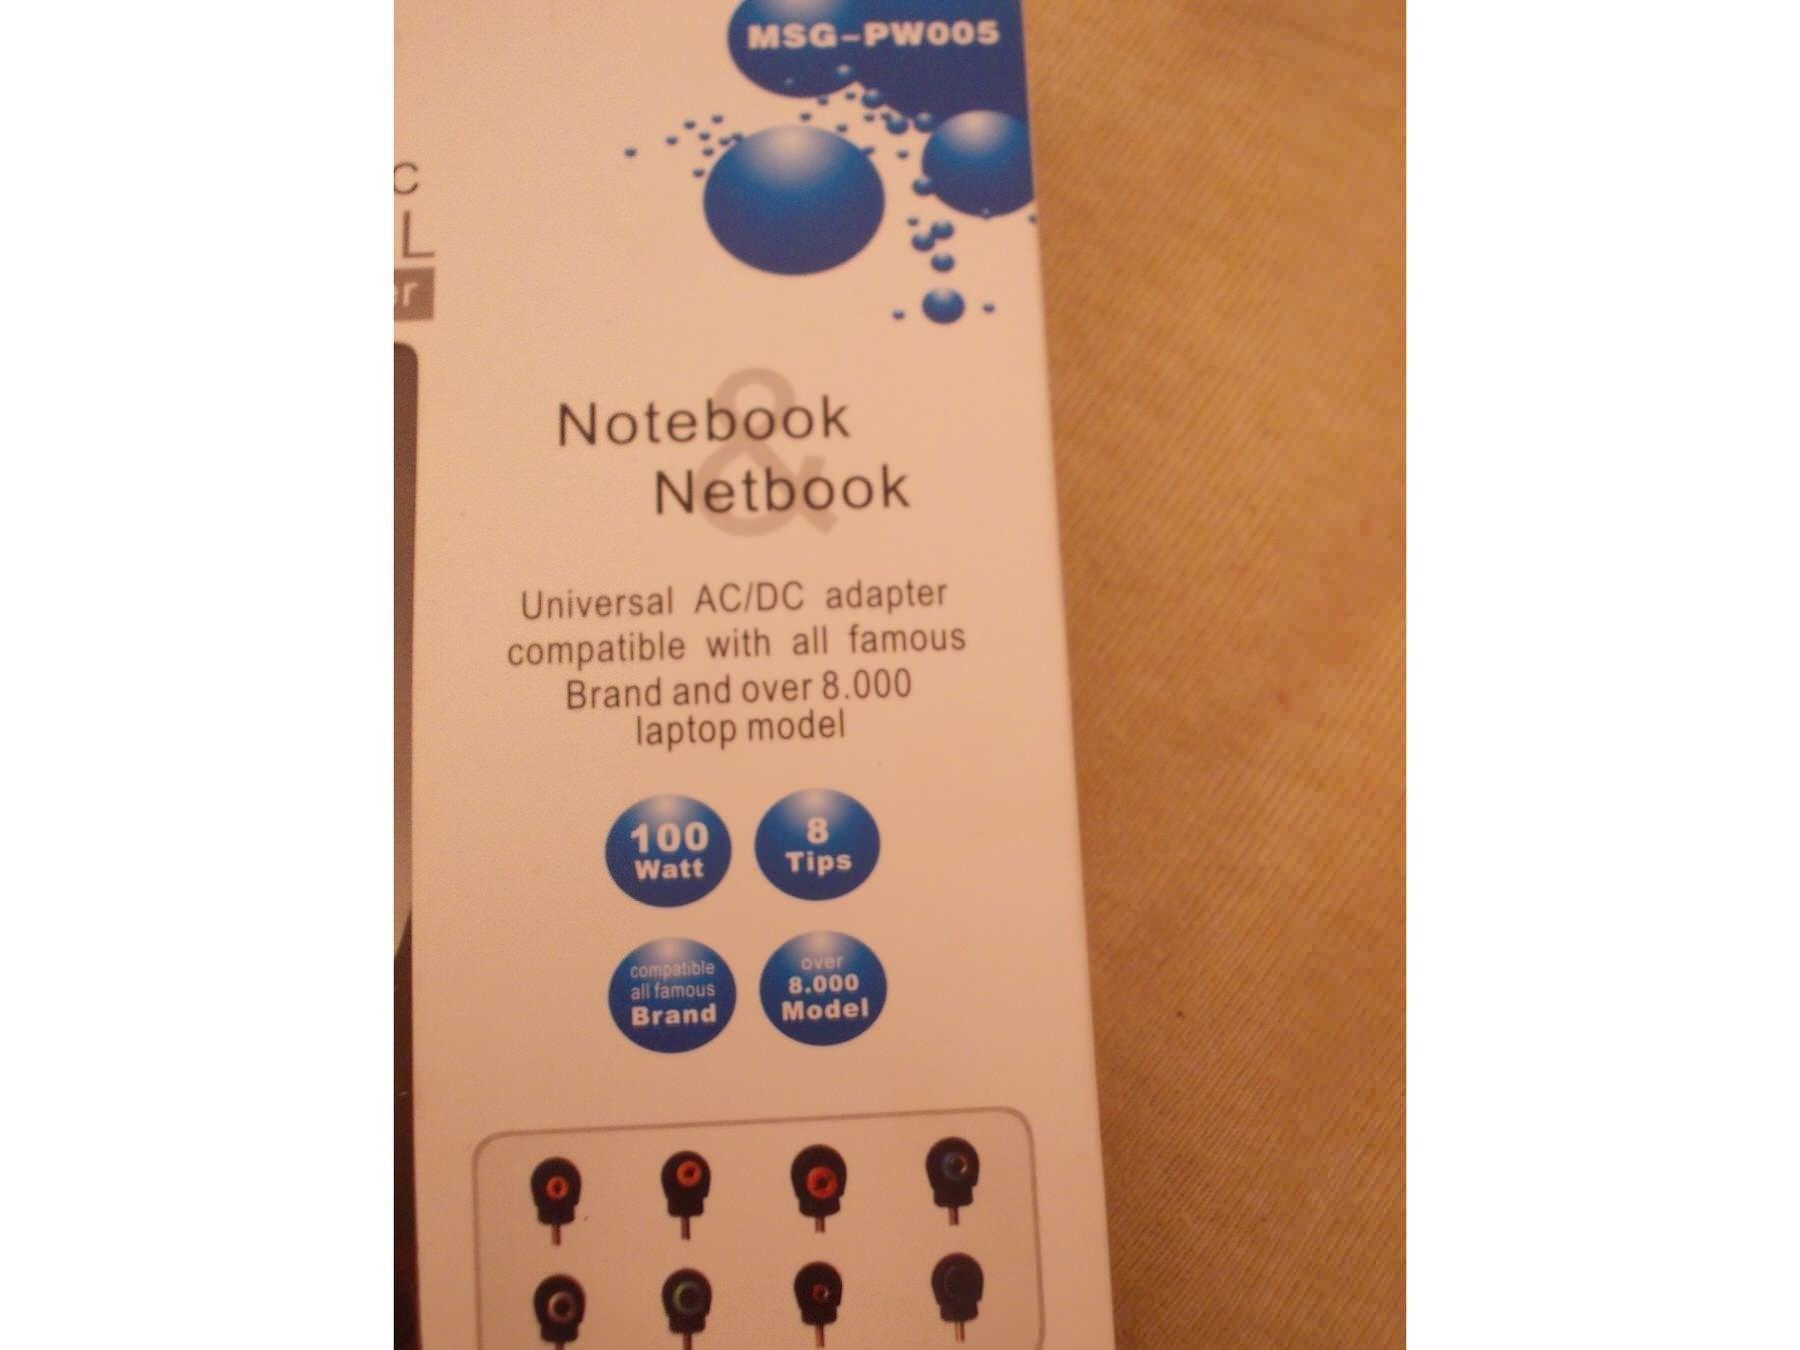 MSG-PW005
C
L
er
&
Notebook
Netbook
Universal AC/DC adapter
compatible with all famous
Brand and over 8.000
laptop model
100
Watt
8
Tips
compatible
all famous
Brand
over
8.000
Model